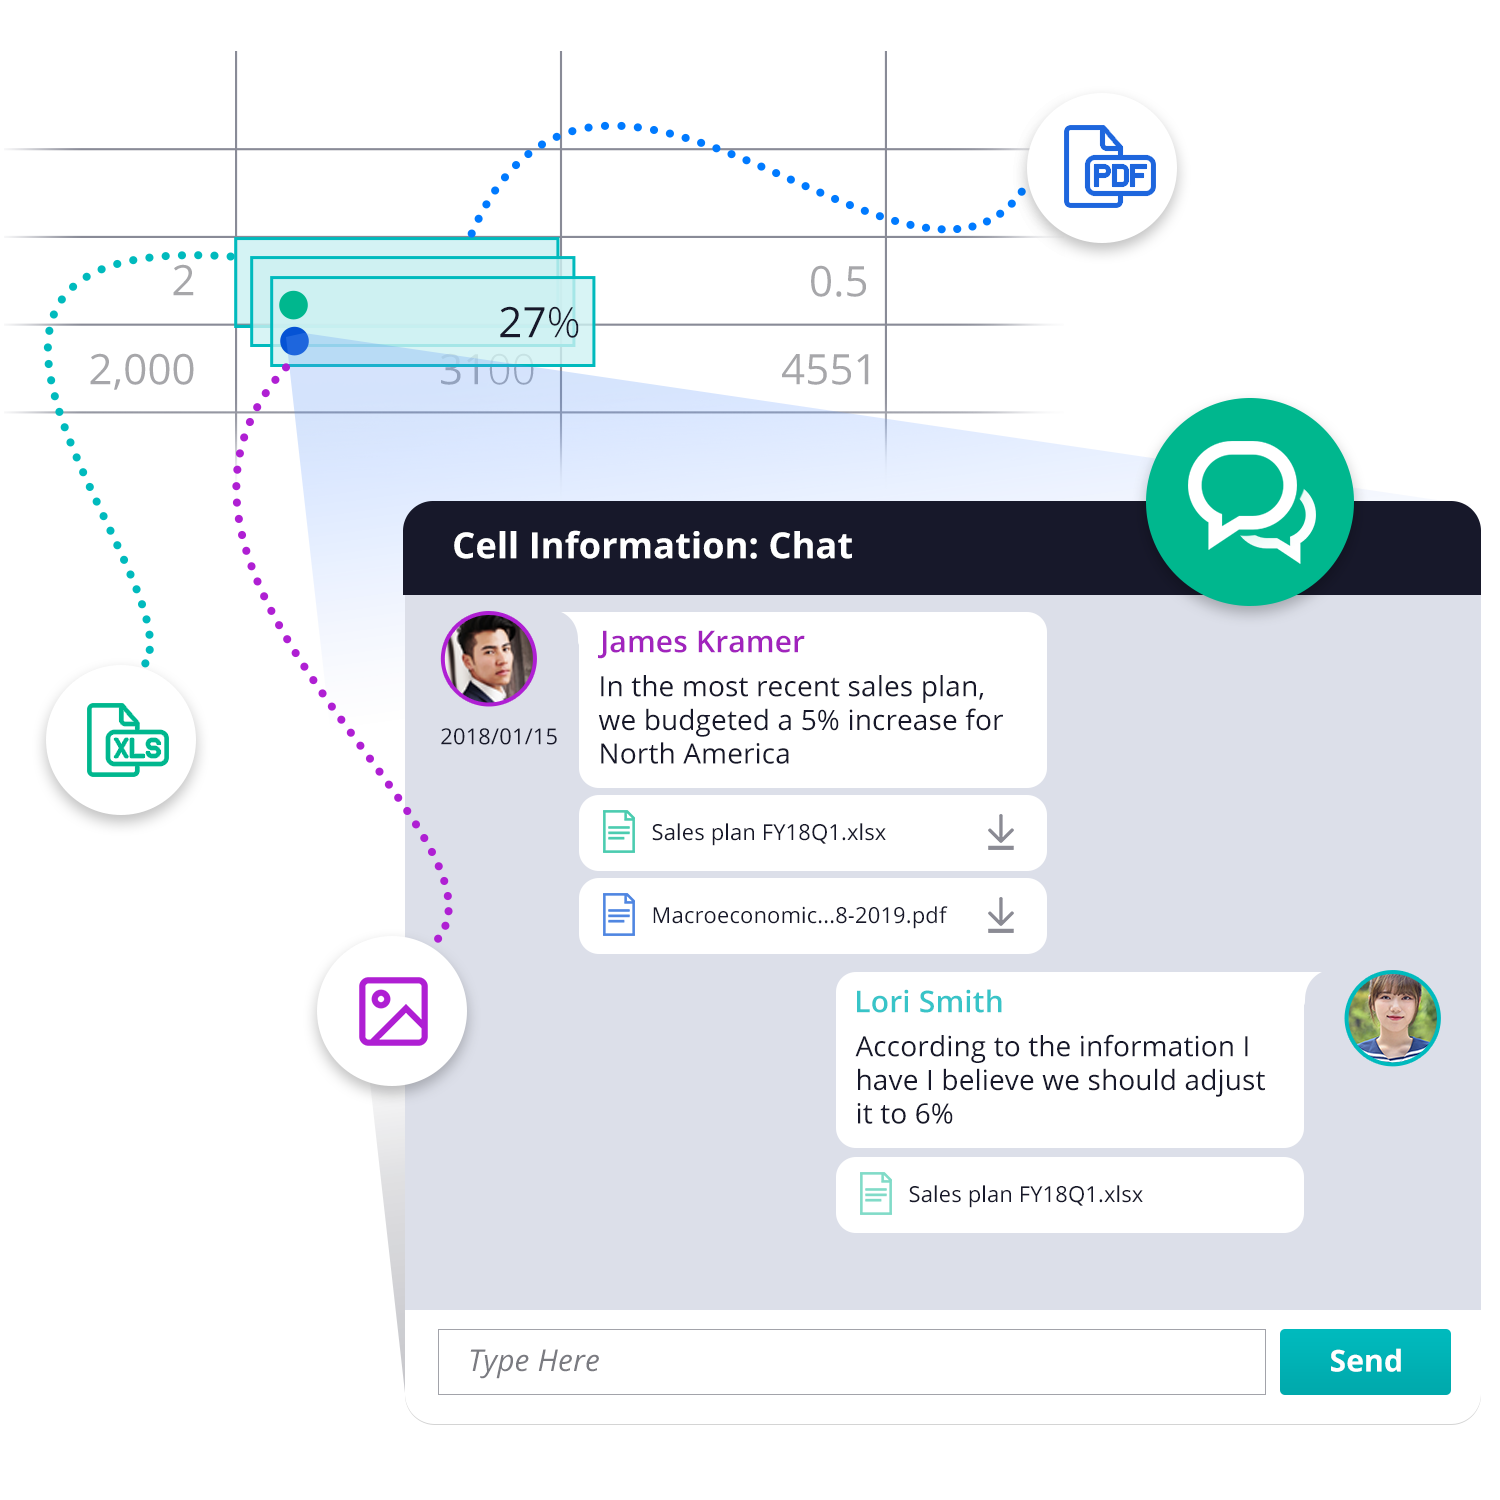 PDF
2
0.5
27%
2,000
3100
4551
Cell Information: Chat
James Kramer
In the most recent sales plan,
we budgeted a 5% increase for
North America
2018/01/15
XLS
Sales plan FY18Q1.xlsx
Macroeconomic...8-2019.pdf
Lori Smith
According to the information I
have I believe we should adjust
it to 6%
Sales plan FY18Q1.xlsx
Type Here
Send